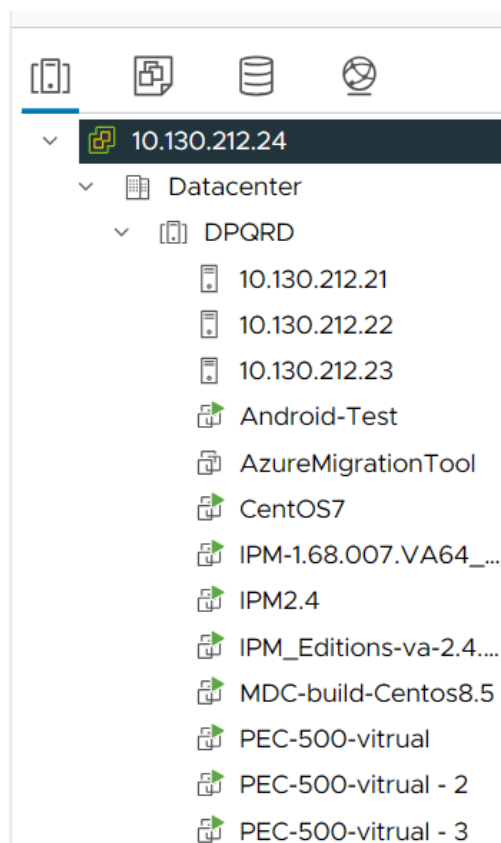 10.130.212.24
Datacenter
DPQRD
10.130.212.21
10.130.212.22
10.130.212.23
Android-Test
AzureMigrationTool
CentOS7
IPM-1.68.007.VA64_...
IPM2.4
IPM_Editions-va-2.4....
MDC-build-Centos8.5
PEC-500-vitrual
PEC-500-vitrual - 2
PEC-500-vitrual - 3